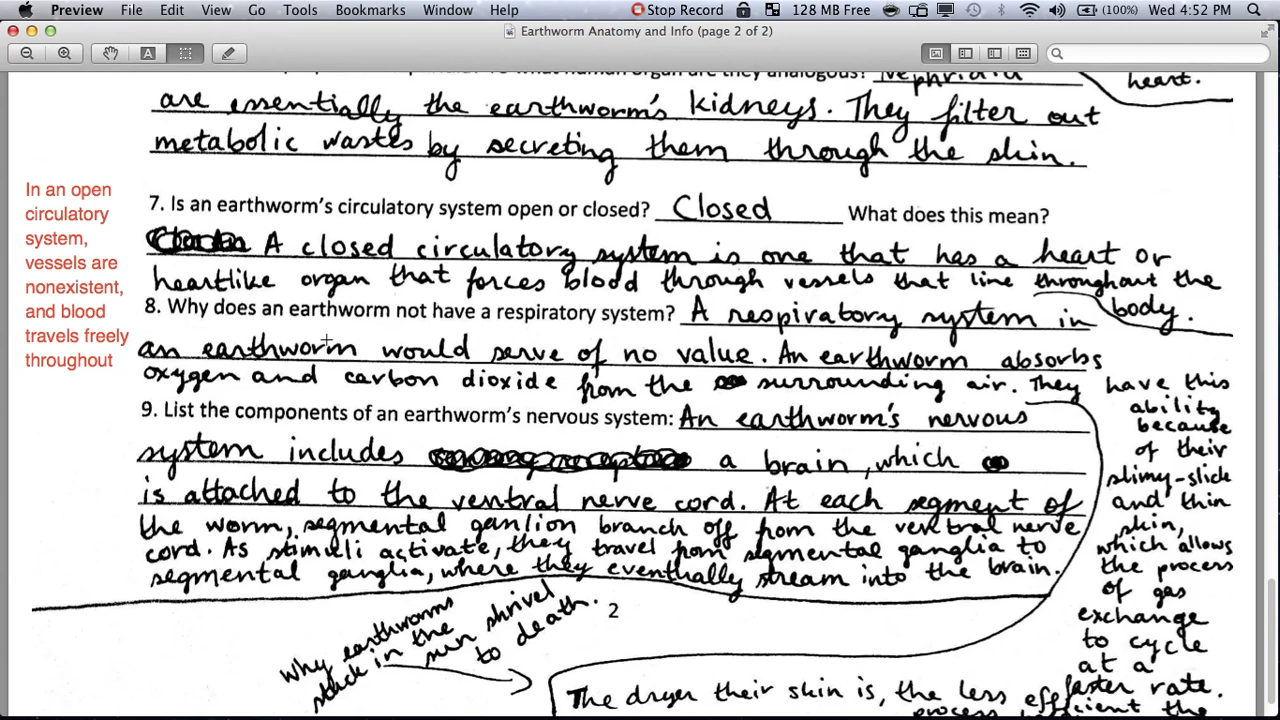 Preview File Edit View Go Tools Bookmarks Window Help Stop Record 128 MB Free (100%) Wed 4:52 PM
Earthworm Anatomy and Info (page 2 of 2)
analogous? Nephridia
heart.
are essentially the earthworm's kidneys. They filter out
metabolic wastes by secreting them through the skin.
In an open
circulatory
system,
vessels are
nonexistent,
and blood
travels freely
throughout
7. Is an earthworm's circulatory system open or closed? Closed What does this mean?
A closed circulatory system is one that has a heart or
heartlike organ that forces blood through vessels that line throughout the
body.
8. Why does an earthworm not have a respiratory system? A respiratory system in
an earthworm would serve of no value. An earthworm absorbs
oxygen and carbon dioxide from the surrounding air. They
have this
ability
because
of their
slimy-slick
and thin
skin,
which allows
the process
of gas
exchange
to cycle
at a
faster rate.
9. List the components of an earthworm's nervous system: An earthworm's nervous
system includes a brain, which
is attached to the ventral nerve cord. At each segment of
the worm, segmental ganlion branch off from the ventral nerve
cord. As stimuli activate, they travel from segmental ganglia to
segmental ganglia, where they eventually stream into the brain.
2
Why earthworms
stuck in the
sun shrivel
to death.
The dryer their skin is, the less efficient the
process